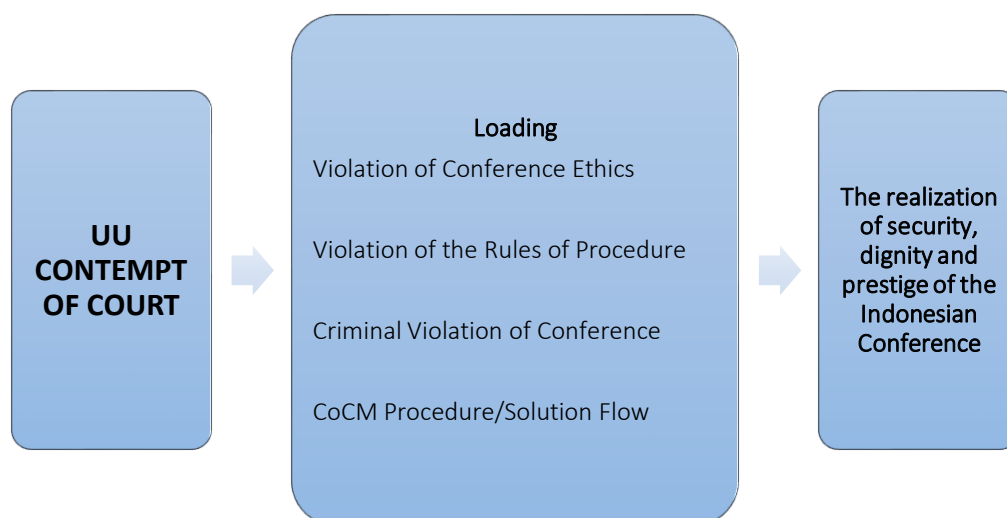 UU
CONTEMPT
OF COURT
Loading
Violation of Conference Ethics
Violation of the Rules of Procedure
Criminal Violation of Conference
CoCM Procedure/Solution Flow
The realization
of security,
dignity and
prestige of the
Indonesian
Conference